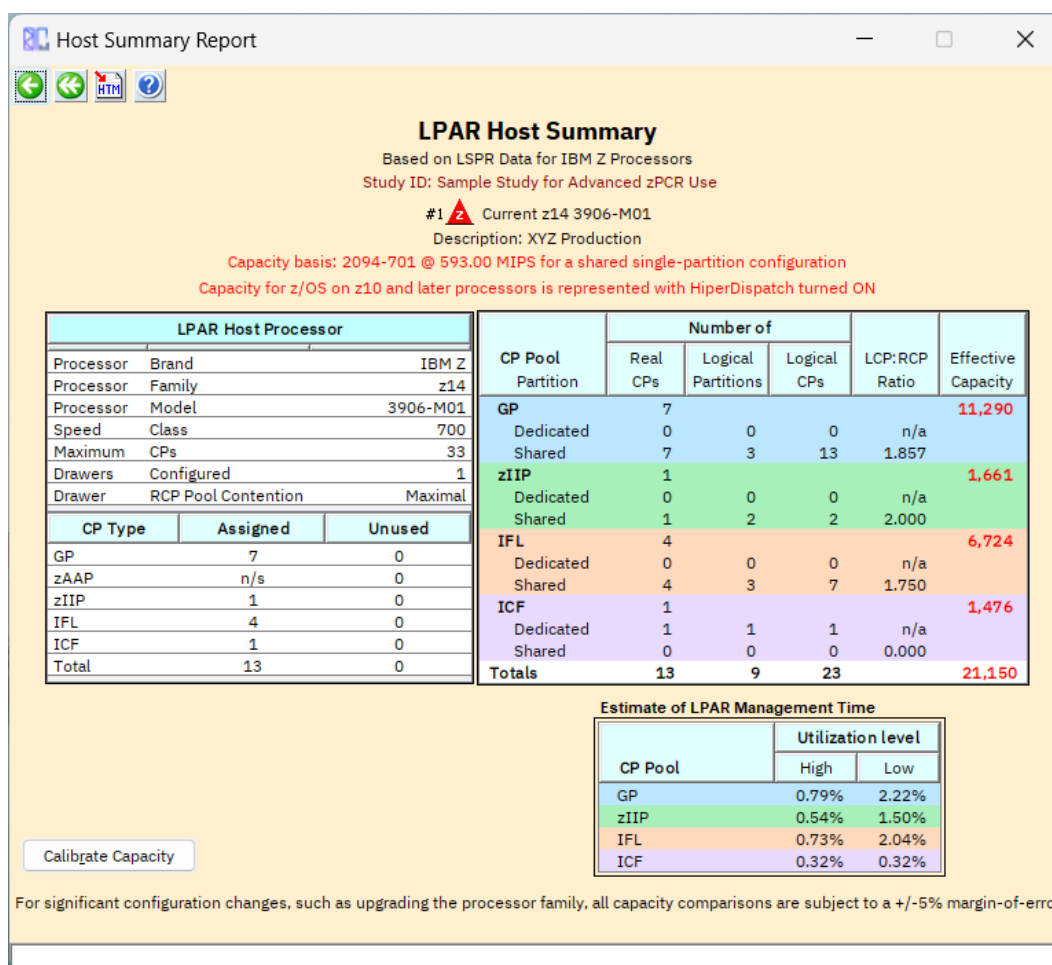 Host Summary Report
HTM
LPAR Host Summary
Based on LSPR Data for IBM Z Processors
Study ID: Sample Study for Advanced zPCR Use
#1 z Current z14 3906-M01
Description: XYZ Production
Capacity basis: 2094-701 @ 593.00 MIPS for a shared single-partition configuration
Capacity for z/OS on z10 and later processors is represented with HiperDispatch turned ON
LPAR Host Processor
Processor Brand IBM Z
Processor Family z14
Processor Model 3906-M01
Speed Class 700
Maximum CPs 33
Drawers Configured 1
Drawer RCP Pool Contention Maximal
CP Type Assigned Unused
GP 7 0
zAAP n/s 0
zIIP 1 0
IFL 4 0
ICF 1 0
Total 13 0
Number of
CP Pool Real Logical Logical LCP:RCP Effective
Partition CPs Partitions CPs Ratio Capacity
GP 7 11,290
Dedicated 0 0 0 n/a
Shared 7 3 13 1.857
zIIP 1 1,661
Dedicated 0 0 0 n/a
Shared 1 2 2 2.000
IFL 4 6,724
Dedicated 0 0 0 n/a
Shared 4 3 7 1.750
ICF 1 1,476
Dedicated 1 1 1 n/a
Shared 0 0 0 0.000
Totals 13 9 23 21,150
Estimate of LPAR Management Time
Utilization level
CP Pool High Low
GP 0.79% 2.22%
zIIP 0.54% 1.50%
IFL 0.73% 2.04%
ICF 0.32% 0.32%
Calibrate Capacity
For significant configuration changes, such as upgrading the processor family, all capacity comparisons are subject to a +/-5% margin-of-erro